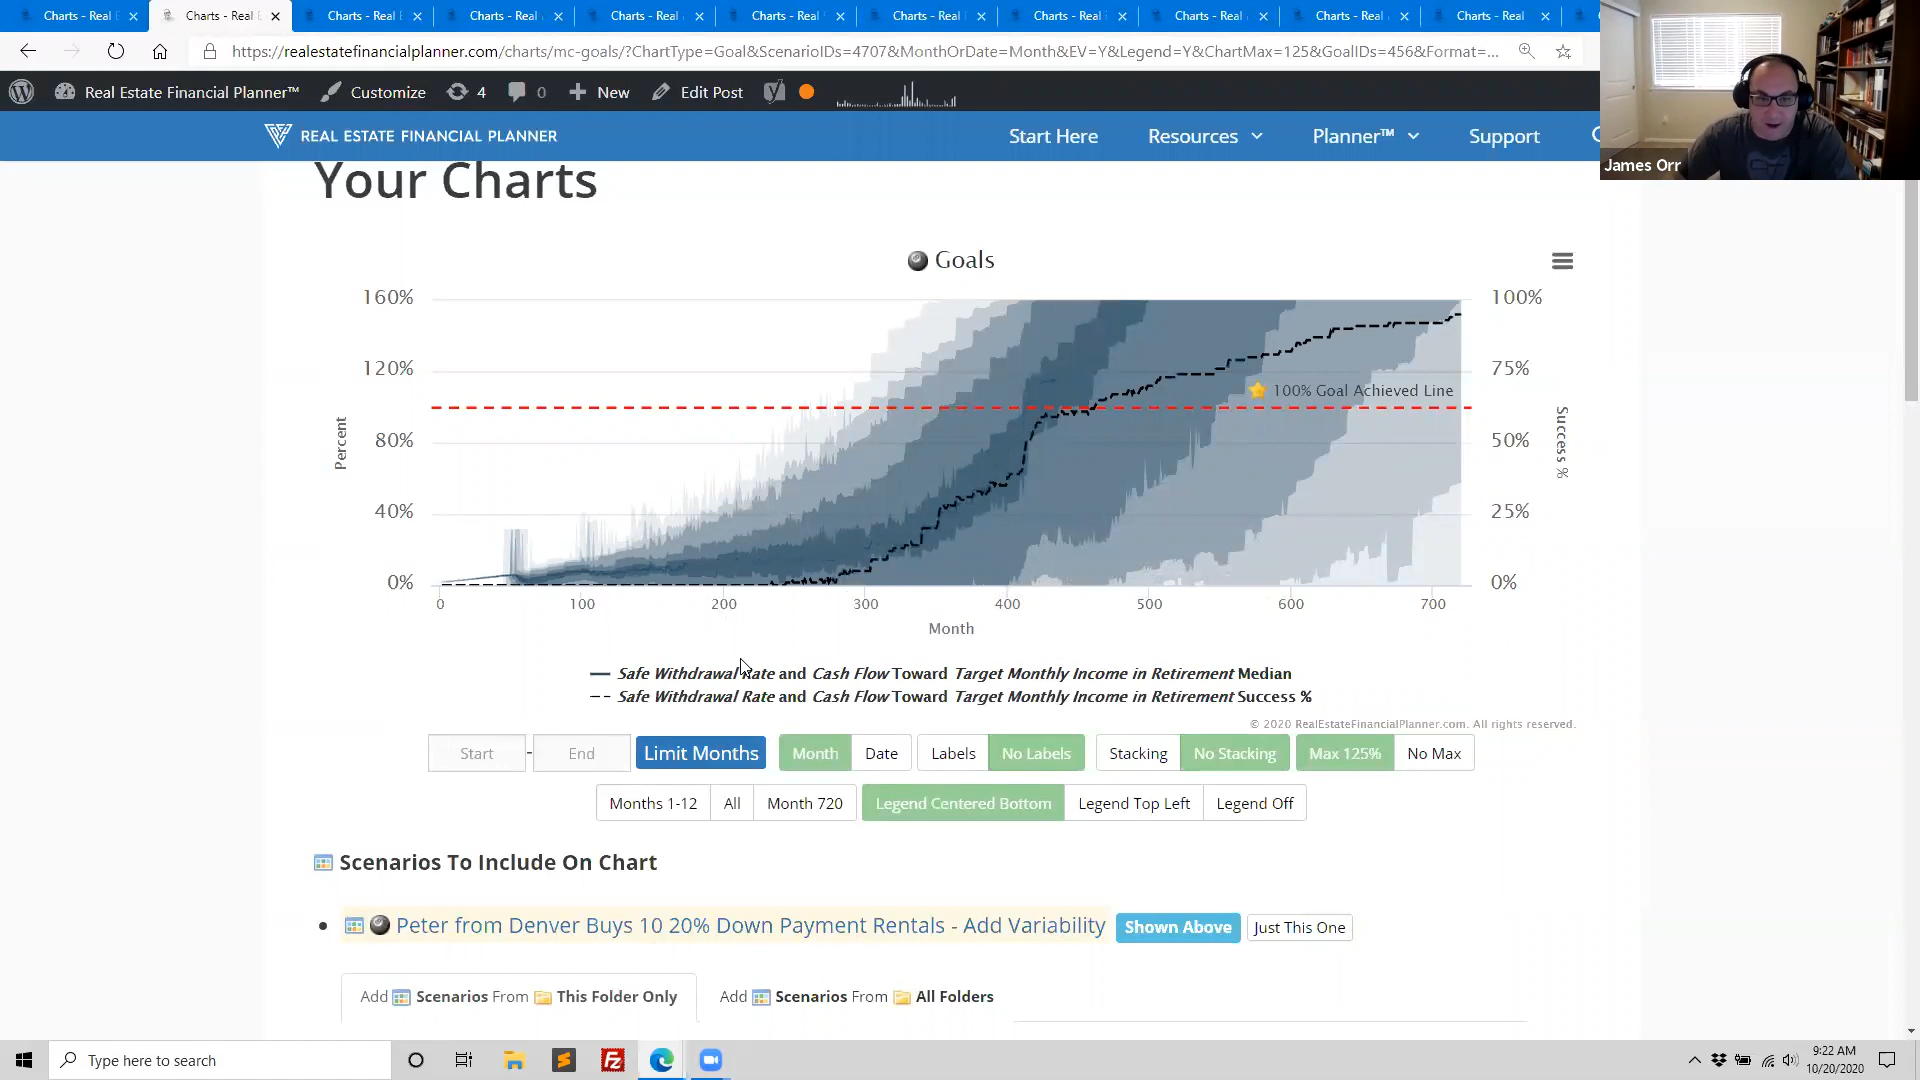 Charts - Real E
Charts - Real E
Charts - Real E
Charts - Real
Charts - Real
Charts - Real
Charts - Real
Charts - Real
Charts - Real
Charts - Real
Charts - Real
https://realestatefinancialplanner.com/charts/mc-goals/?ChartType=Goal&ScenarioIDs=4707&MonthOrDate=Month&EV=Y&Legend=Y&ChartMax=125&GoalIDs=456&Format=...
Real Estate Financial Planner™
Customize
4
0
New
Edit Post
REAL ESTATE FINANCIAL PLANNER
Start Here
Resources
Planner™
Support
James Orr
Your Charts
Goals
160%
120%
80%
40%
0%
Percent
100%
75%
50%
25%
0%
Success %
100% Goal Achieved Line
0 100 200 300 400 500 600 700
Month
Safe Withdrawal Rate and Cash Flow Toward Target Monthly Income in Retirement Median
Safe Withdrawal Rate and Cash Flow Toward Target Monthly Income in Retirement Success %
© 2020 RealEstateFinancialPlanner.com. All rights reserved.
Start - End Limit Months Month Date Labels No Labels Stacking No Stacking Max 125% No Max
Months 1-12 All Month 720 Legend Centered Bottom Legend Top Left Legend Off
Scenarios To Include On Chart
Peter from Denver Buys 10 20% Down Payment Rentals - Add Variability Shown Above Just This One
Add Scenarios From This Folder Only Add Scenarios From All Folders
Type here to search
9:22 AM
10/20/2020